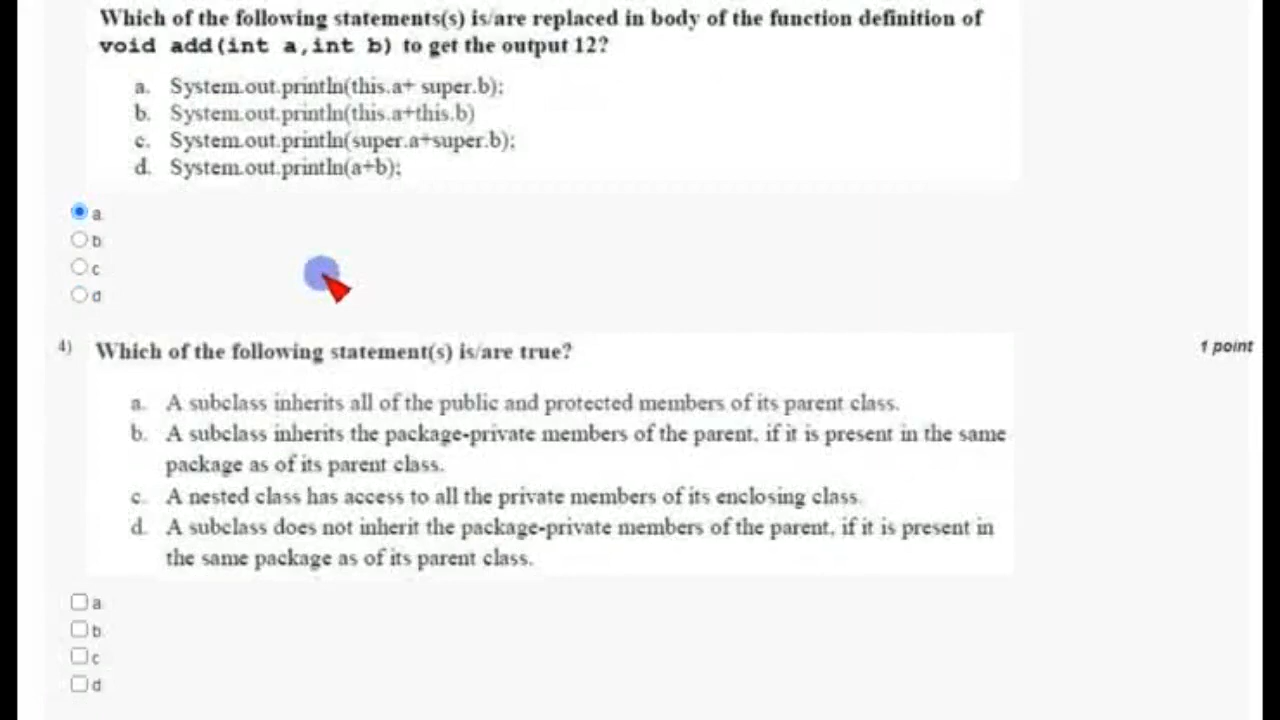 Which of the following statements(s) is/are replaced in body of the function definition of
void add(int a,int b) to get the output 12?
a. System.out.println(this.a+ super.b);
b. System.out.println(this.a+this.b)
c. System.out.println(super.a+super.b);
d. System.out.println(a+b);
a
b
c
d
4) Which of the following statement(s) is/are true?
1 point
a. A subclass inherits all of the public and protected members of its parent class.
b. A subclass inherits the package-private members of the parent, if it is present in the same
package as of its parent class.
c. A nested class has access to all the private members of its enclosing class.
d. A subclass does not inherit the package-private members of the parent, if it is present in
the same package as of its parent class.
a
b
c
d